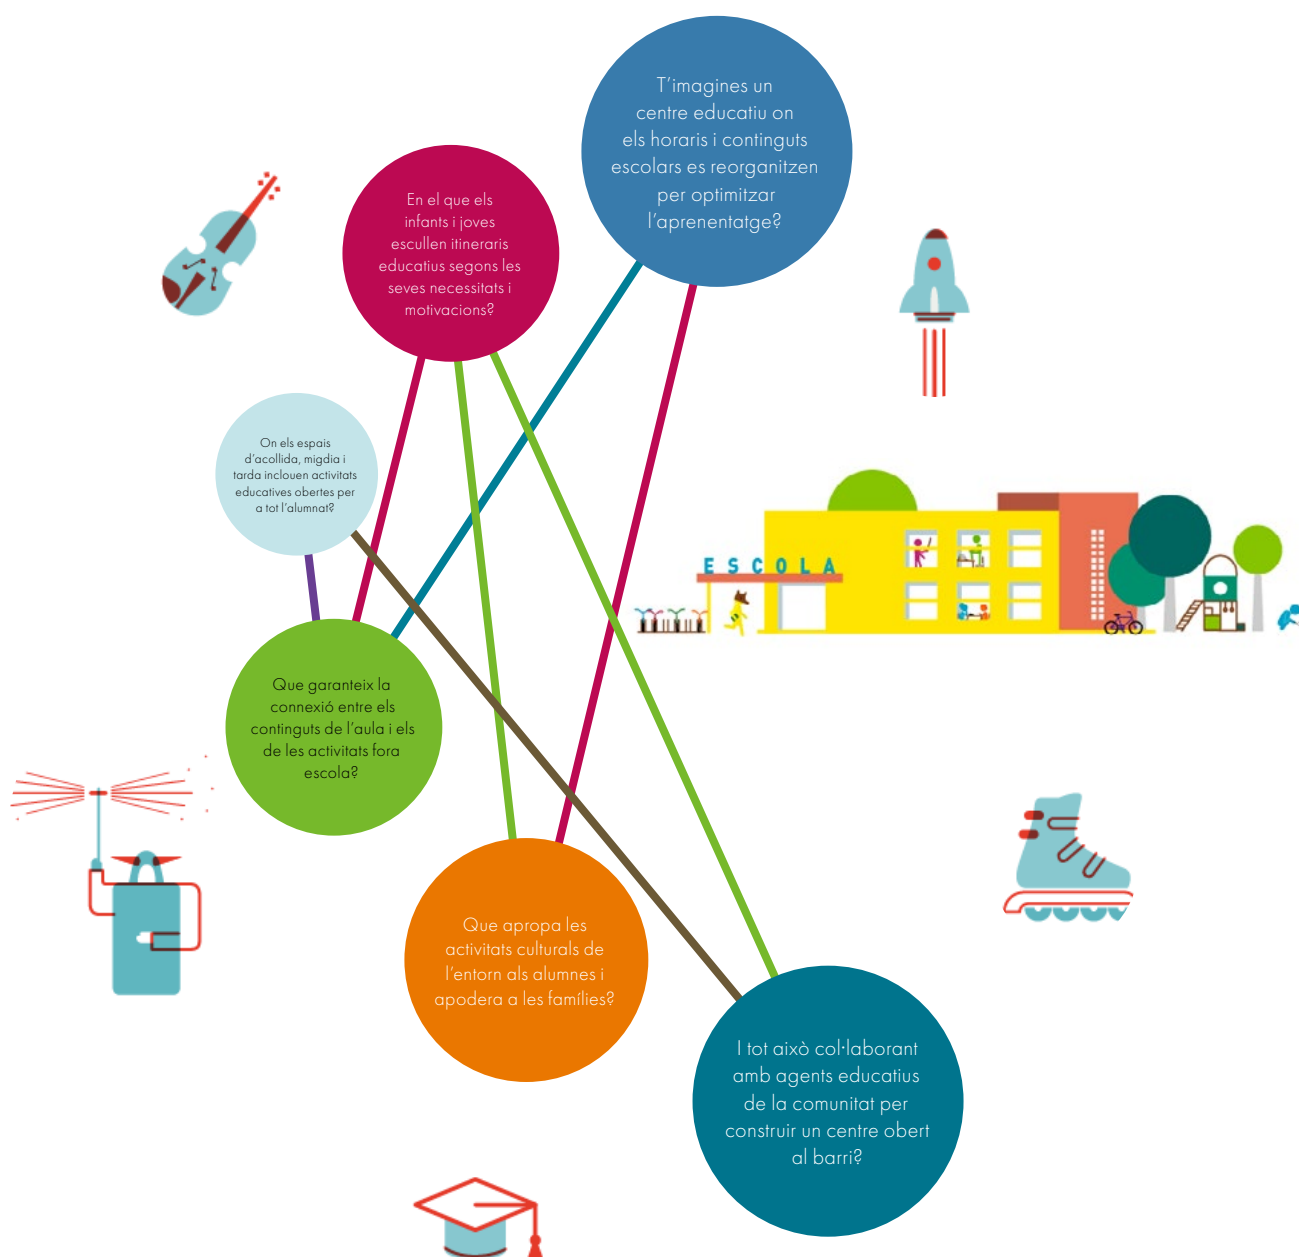 T’imagines un
centre educatiu on
els horaris i continguts
escolars es reorganitzen
per optimitzar
l’aprenentatge?
En el que els
infants i joves
escullen itineraris
educatius segons les
seves necessitats i
motivacions?
On els espais
d’acollida, migdia i
tarda inclouen activitats
educatives obertes per
a tot l’alumnat?
ESCOLA
Que garanteix la
connexió entre els
continguts de l’aula i els
de les activitats fora
escola?
Que apropa les
activitats culturals de
l’entorn als alumnes i
apodera a les famílies?
I tot això col·laborant
amb agents educatius
de la comunitat per
construir un centre obert
al barri?